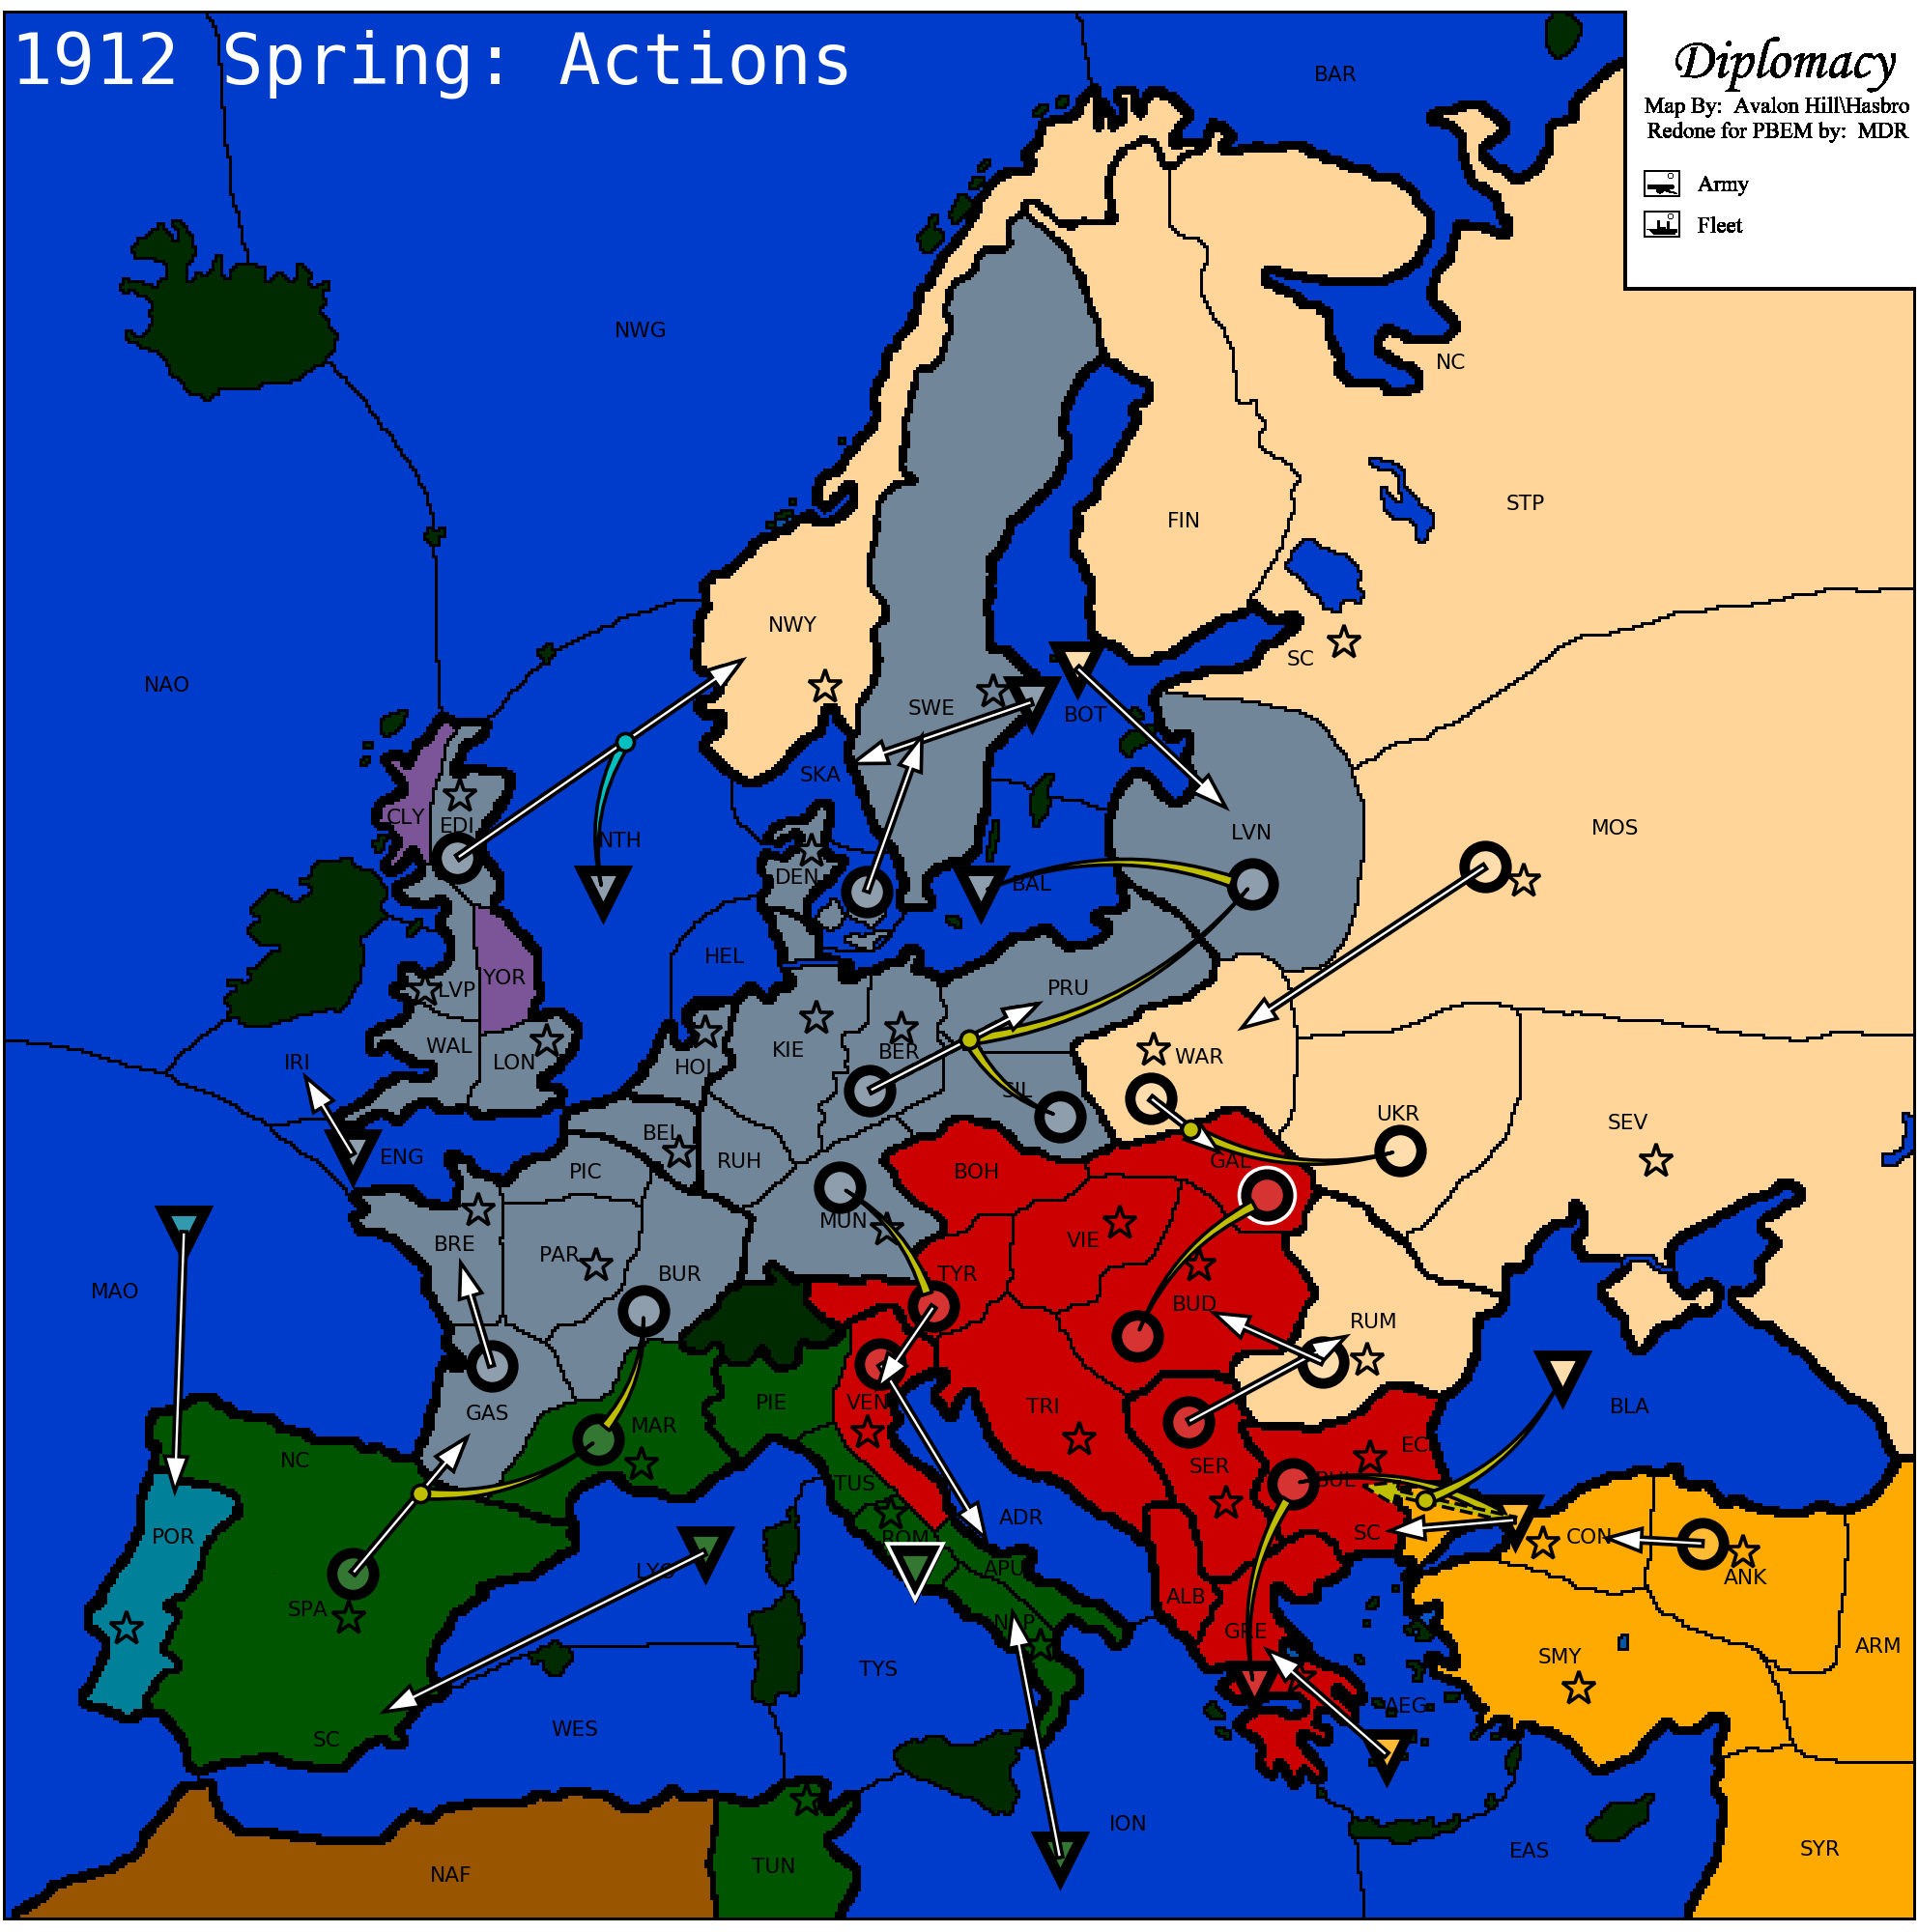 1912 Spring: Actions
Diplomacy
Map By: Avalon Hill\Hasbro
Redone for PBEM by: MDR
Army
Fleet
BAR
NWG
NC
STP
FIN
NWY
SC
NAO
SWE
BOT
SKA
CLY
EDI
NTH
LVN
MOS
DEN
BAL
HEL
YOR
LVP
PRU
WAL
LON
IRI
HOL
KIE
BER
WAR
SIL
UKR
SEV
BEL
ENG
PIC
RUH
BOH
GAL
MUN
BRE
PAR
BUR
VIE
TYR
MAO
BUD
RUM
GAS
MAR
PIE
VEN
TRI
BLA
NC
SER
EC
TUS
BUL
POR
ROM
ADR
SC
CON
ANK
LYO
APU
SPA
ALB
NAP
GRE
SMY
ARM
TYS
AEG
WES
SC
ION
EAS
SYR
NAF
TUN